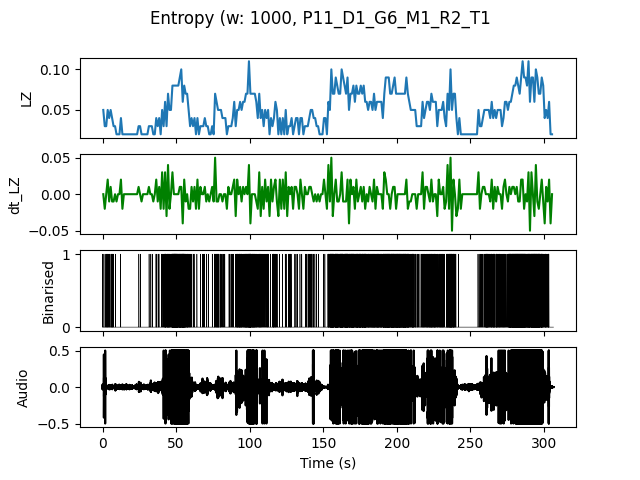 Entropy (w: 1000, P11_D1_G6_M1_R2_T1
0.10
0.05
LZ
0.05
0.00
−0.05
dt_LZ
1
0
Binarised
0.5
0.0
−0.5
Audio
0 50 100 150 200 250 300
Time (s)